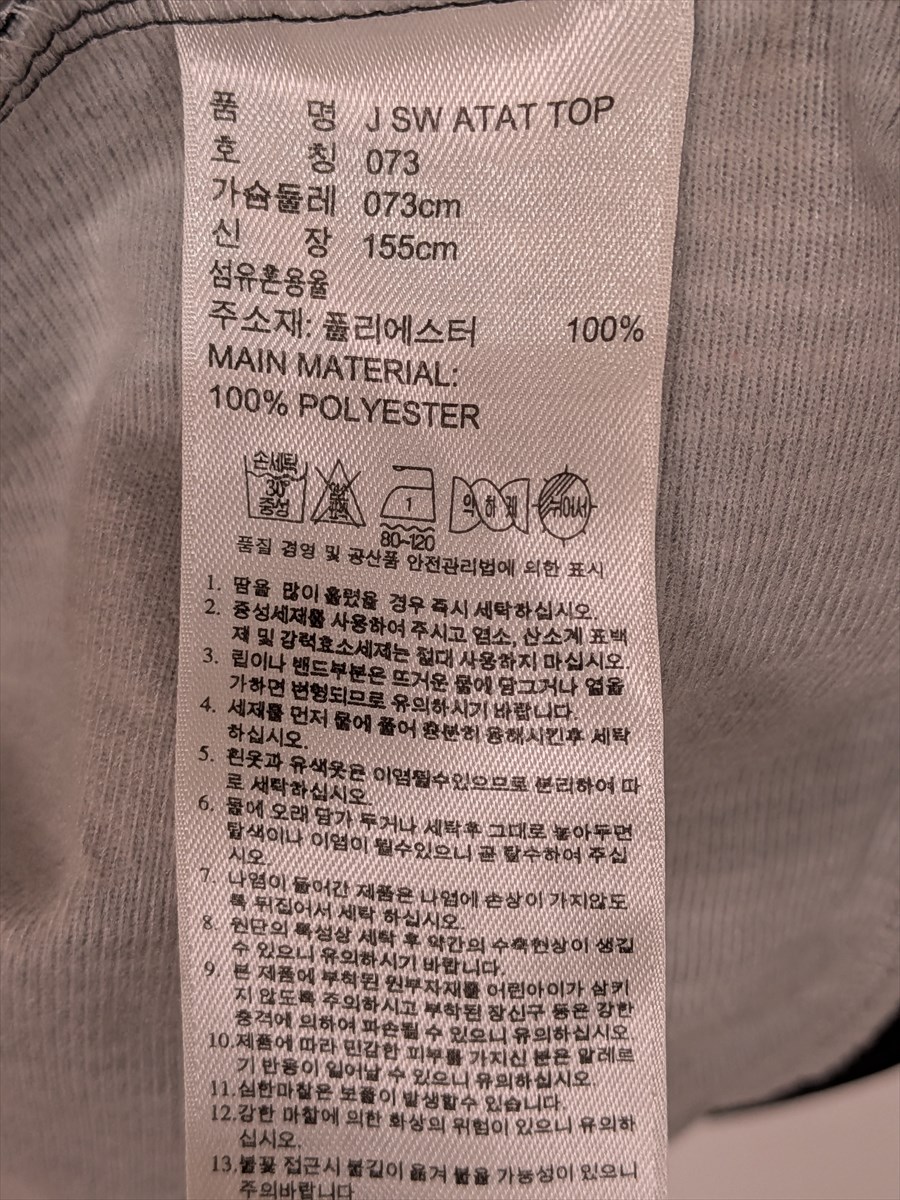 품 명 J SW ATAT TOP
호 칭 073
가슴둘레 073cm
신 장 155cm
섬유혼용율
주소재: 폴리에스터 100%
MAIN MATERIAL:
100% POLYESTER
손세탁
30°
중성
1
80~120
약하게
뉘어서
품질 경영 및 공산품 안전관리법에 의한 표시
1. 땀을 많이 흘렸을 경우 즉시 세탁하십시오.
2. 중성세제를 사용하여 주시고 염소, 산소계 표백
제 및 강력효소세제는 절대 사용하지 마십시오.
3. 립이나 밴드부분은 뜨거운 물에 담그거나 열을
가하면 변형되므로 유의하시기 바랍니다.
4. 세제를 먼저 물에 풀어 충분히 용해시킨후 세탁
하십시오.
5. 흰옷과 유색옷은 이염될수있으므로 분리하여 따
로 세탁하십시오.
6. 물에 오래 담가 두거나 세탁후 그대로 놓아두면
탈색이나 이염이 될수있으니 곧 탈수하여 주십
시오.
7. 나염이 들어간 제품은 나염에 손상이 가지않도
록 뒤집어서 세탁 하십시오.
8. 원단의 특성상 세탁 후 약간의 수축현상이 생길
수 있으니 유의하시기 바랍니다.
9. 본 제품에 부착된 원부자재를 어린아이가 삼키
지 않도록 주의하시고 부착된 장신구 등은 강한
충격에 의하여 파손될 수 있으니 유의하십시오
10.제품에 따라 민감한 피부를 가지신 분은 알레르
기 반응이 일어날 수 있으니 유의하십시오.
11.심한마찰은 보풀이 발생할수 있습니다.
12.강한 마찰에 의한 화상의 위험이 있으니 유의하
십시오.
13.불꽃 접근시 불길이 옮겨 붙을 가능성이 있으니
주의바랍니다